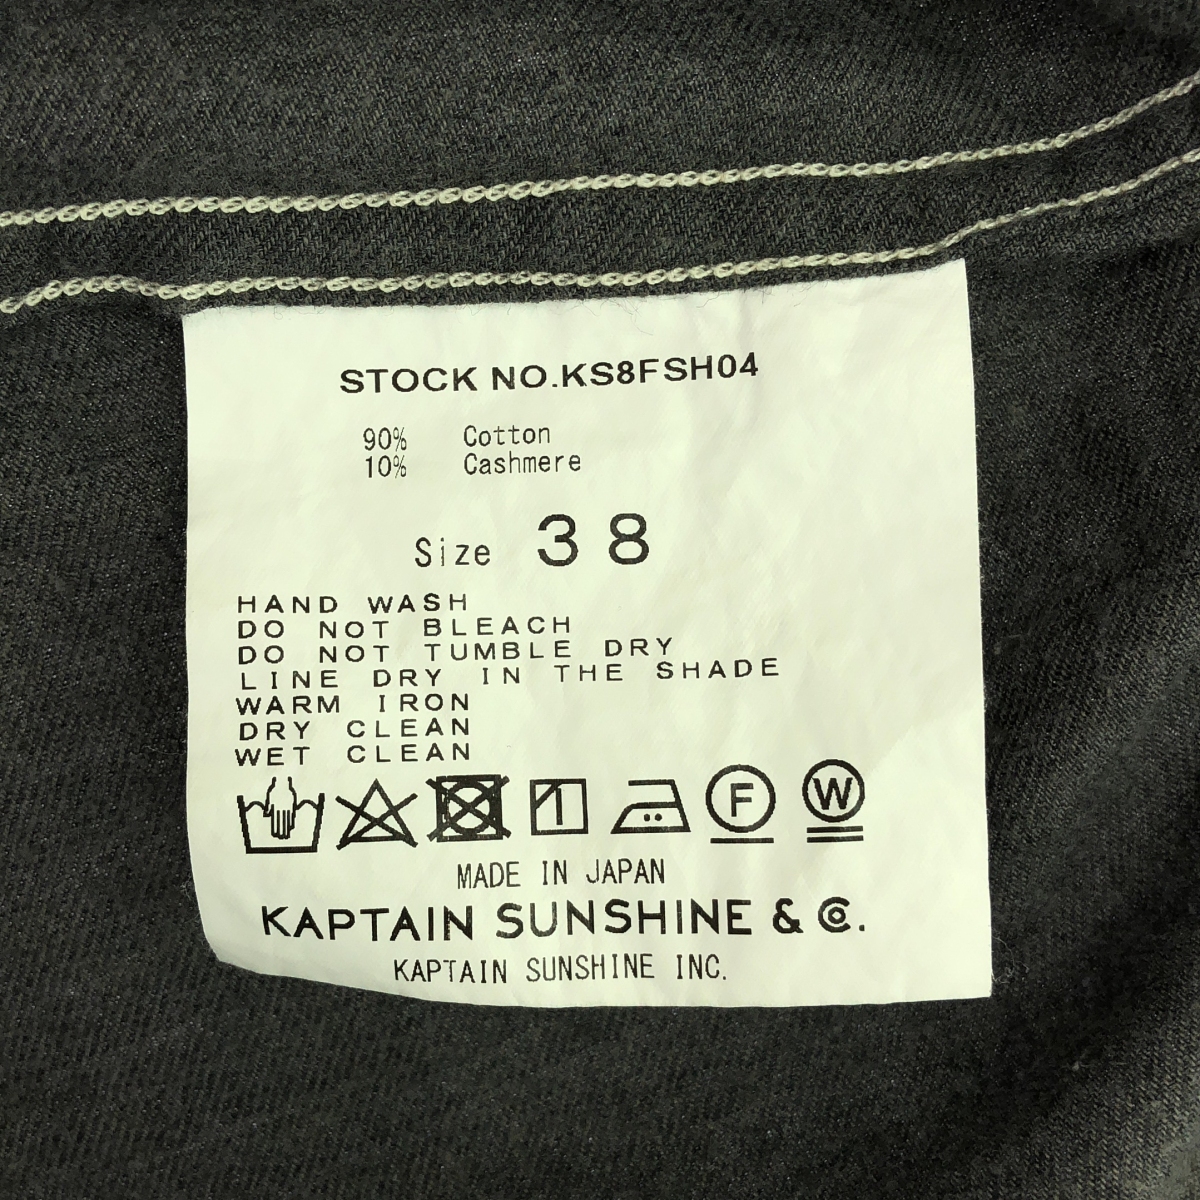 STOCK NO.KS8FSH04
90% Cotton
10% Cashmere
Size 38
HAND WASH
DO NOT BLEACH
DO NOT TUMBLE DRY
LINE DRY IN THE SHADE
WARM IRON
DRY CLEAN
WET CLEAN
F W
MADE IN JAPAN
KAPTAIN SUNSHINE & Co.
KAPTAIN SUNSHINE INC.